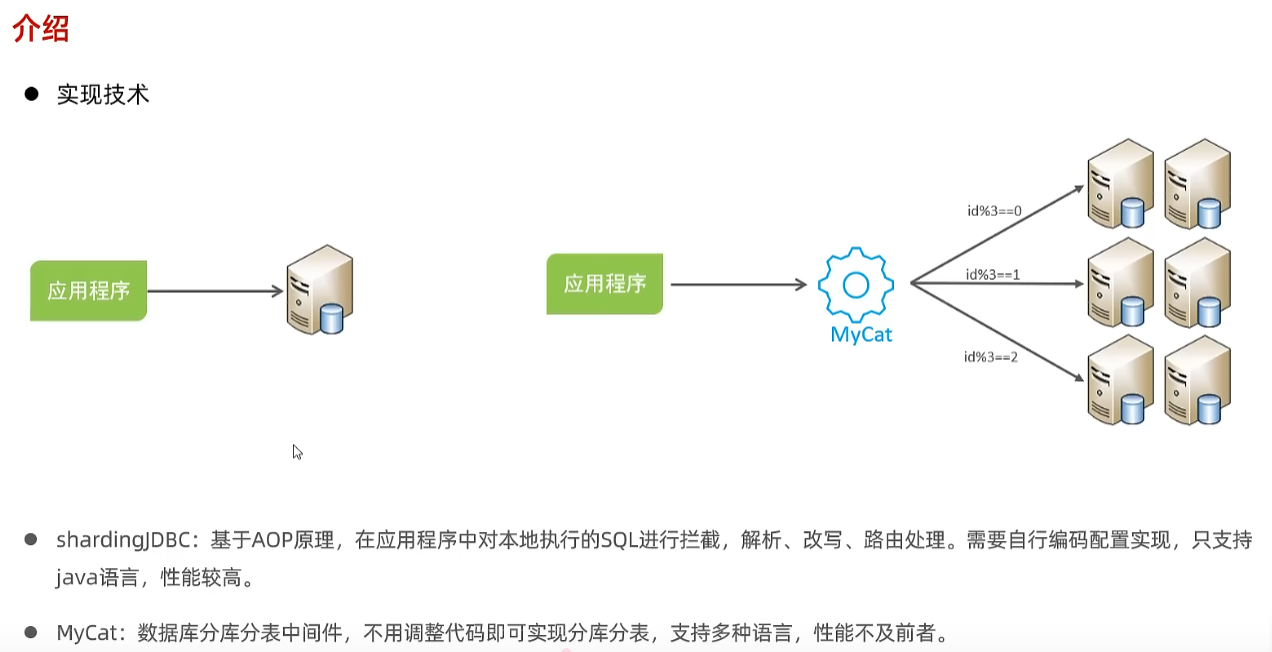 介绍
● 实现技术
应用程序
应用程序
MyCat
id%3==0
id%3==1
id%3==2
● shardingJDBC：基于AOP原理，在应用程序中对本地执行的SQL进行拦截，解析、改写、路由处理。需要自行编码配置实现，只支持
java语言，性能较高。
● MyCat：数据库分库分表中间件，不用调整代码即可实现分库分表，支持多种语言，性能不及前者。